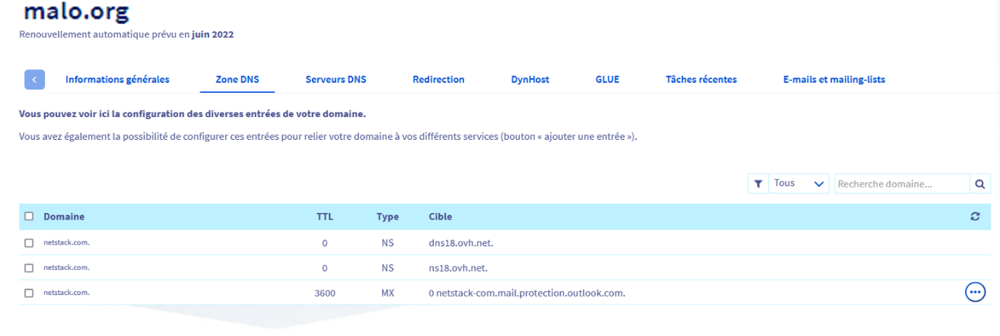 malo.org
Renouvellement automatique prévu en juin 2022
Informations générales Zone DNS Serveurs DNS Redirection DynHost GLUE Tâches récentes E-mails et mailing-lists
Vous pouvez voir ici la configuration des diverses entrées de votre domaine.
Vous avez également la possibilité de configurer ces entrées pour relier votre domaine à vos différents services (bouton « ajouter une entrée »).
Tous Recherche domaine...
Domaine TTL Type Cible
netstack.com. 0 NS dns18.ovh.net.
netstack.com. 0 NS ns18.ovh.net.
netstack.com. 3600 MX 0 netstack-com.mail.protection.outlook.com.